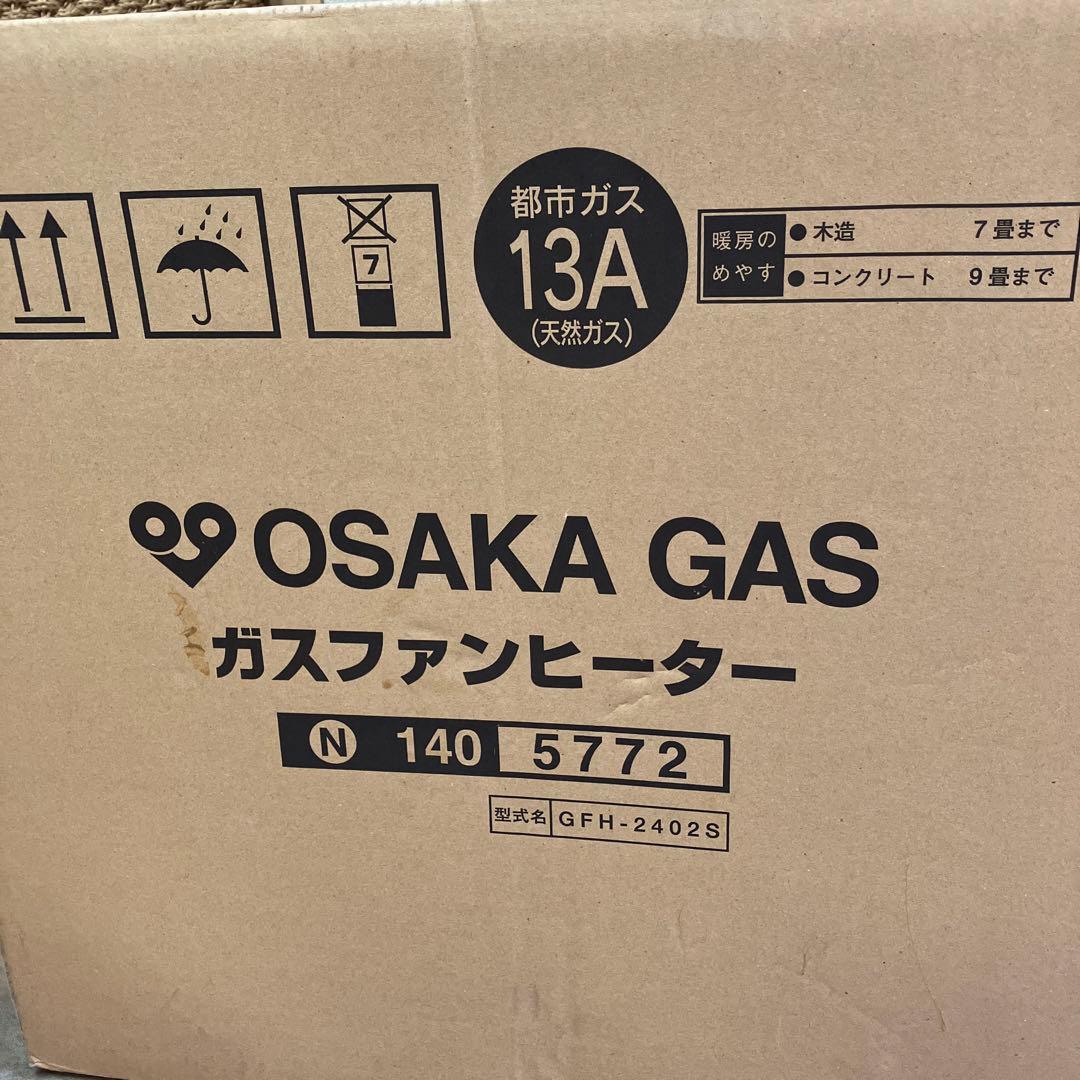 7
都市ガス
13A
(天然ガス)
暖房の
めやす
● 木造 7畳まで
● コンクリート 9畳まで
OSAKA GAS
ガスファンヒーター
N 140 5772
型式名 GFH-2402S